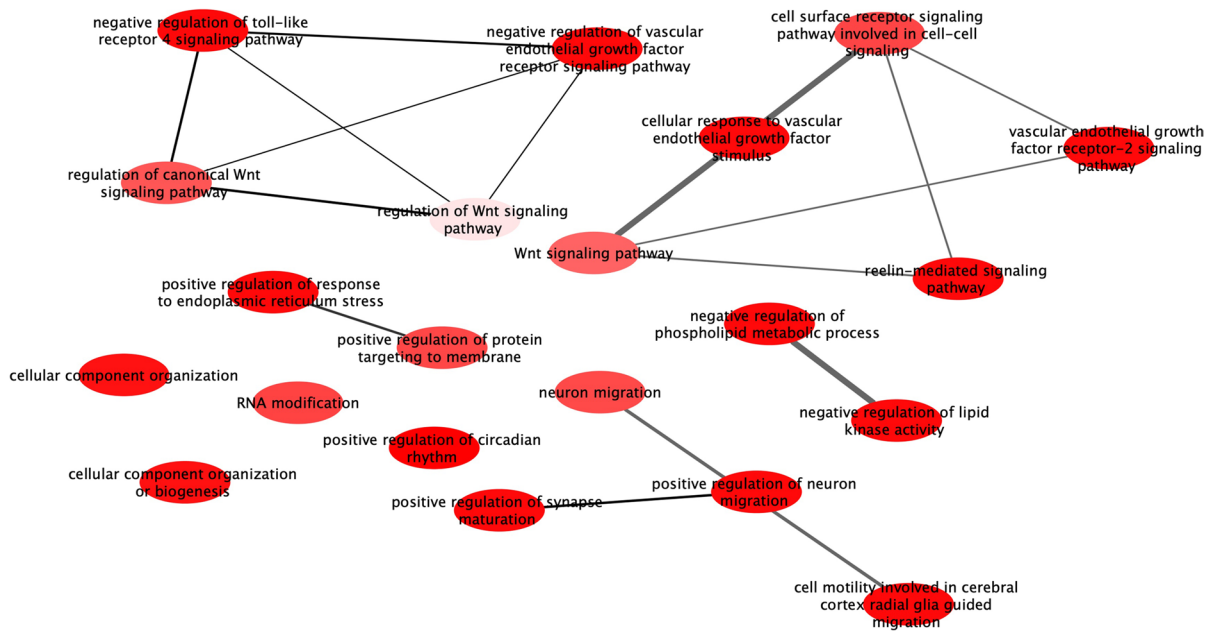 negative regulation of toll-like
receptor 4 signaling pathway
negative regulation of vascular
endothelial growth factor
receptor signaling pathway
cell surface receptor signaling
pathway involved in cell-cell
signaling
cellular response to vascular
endothelial growth factor
stimulus
vascular endothelial growth
factor receptor-2 signaling
pathway
regulation of canonical Wnt
signaling pathway
regulation of Wnt signaling
pathway
Wnt signaling pathway
reelin-mediated signaling
pathway
positive regulation of response
to endoplasmic reticulum stress
negative regulation of
phospholipid metabolic process
positive regulation of protein
targeting to membrane
cellular component organization
RNA modification
neuron migration
negative regulation of lipid
kinase activity
positive regulation of circadian
rhythm
cellular component organization
or biogenesis
positive regulation of synapse
maturation
positive regulation of neuron
migration
cell motility involved in cerebral
cortex radial glia guided
migration